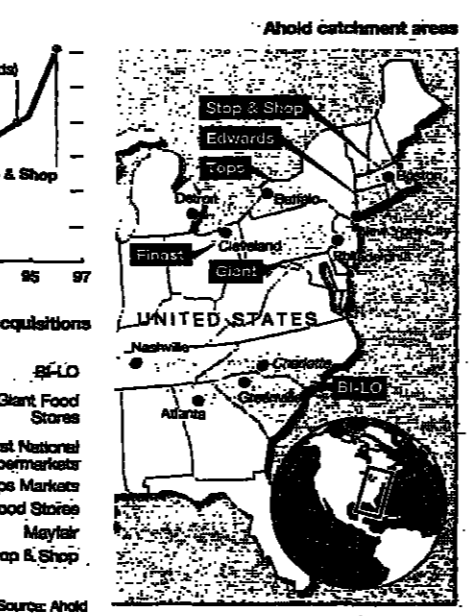 Ahold catchment areas
ds)
& Shop
95 97
cquisitions
BI-LO
Giant Food
Stores
st National
permarkets
ps Markets
ood Stores
Mayfair
op & Shop
Source: Ahold
Stop & Shop
Edwards
Tops
Boston
Detroit
Buffalo
New York City
Cleveland
Philadelphia
Finast
Giant
UNITED STATES
Nashville
Charlotte
Greenville
BI-LO
Atlanta